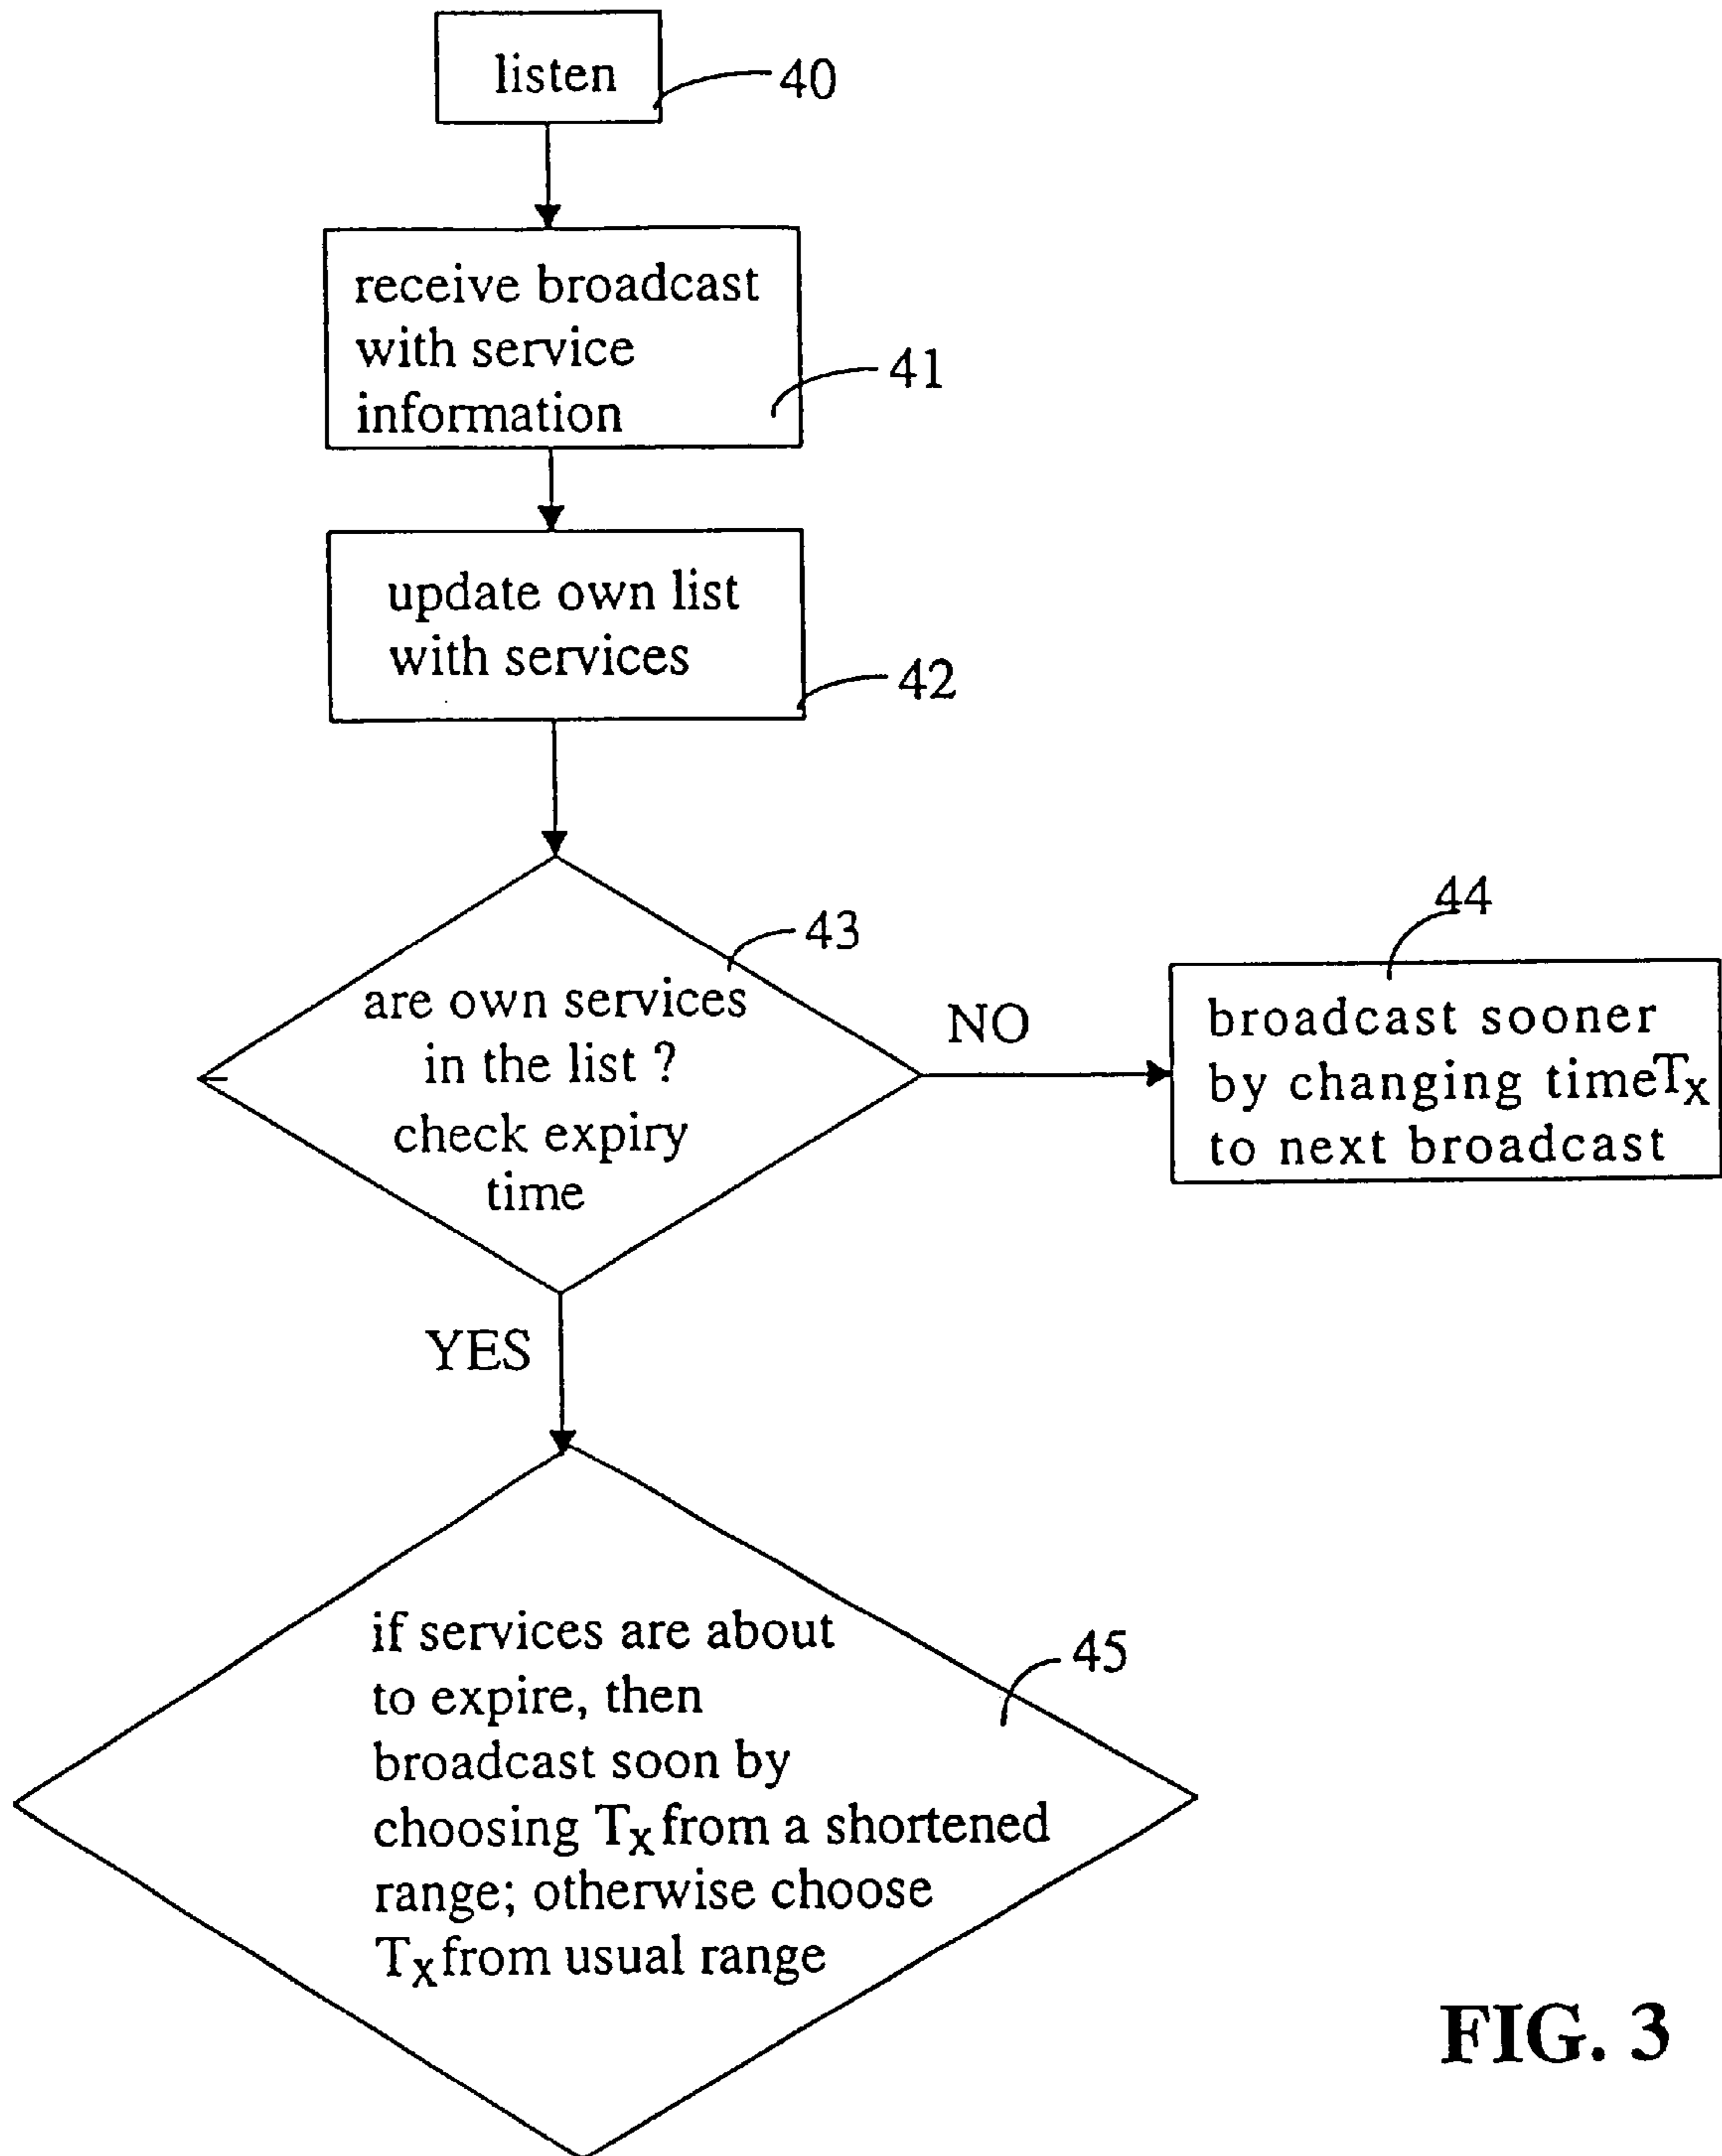 listen
40
receive broadcast
with service
information
41
update own list
with services
42
43
are own services
in the list ?
check expiry
time
NO
44
broadcast sooner
by changing timeTx
to next broadcast
YES
if services are about
to expire, then
broadcast soon by
choosing Tx from a shortened
range; otherwise choose
Tx from usual range
45
FIG. 3